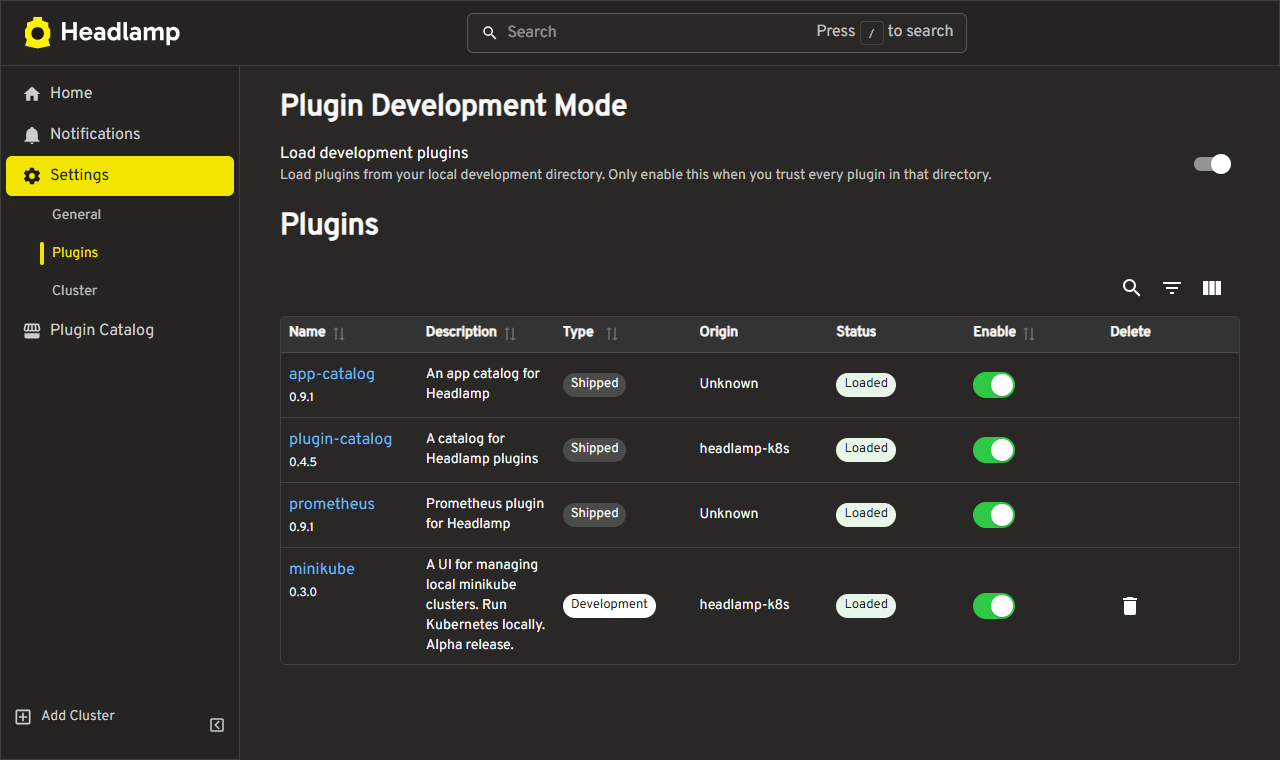 Headlamp
Search
Press / to search
Home
Notifications
Settings
General
Plugins
Cluster
Plugin Catalog
Add Cluster
Plugin Development Mode
Load development plugins
Load plugins from your local development directory. Only enable this when you trust every plugin in that directory.
Plugins
Name Description Type Origin Status Enable Delete
app-catalog
0.9.1
An app catalog for
Headlamp
Shipped
Unknown
Loaded
plugin-catalog
0.4.5
A catalog for
Headlamp plugins
Shipped
headlamp-k8s
Loaded
prometheus
0.9.1
Prometheus plugin
for Headlamp
Shipped
Unknown
Loaded
minikube
0.3.0
A UI for managing
local minikube
clusters. Run
Kubernetes locally.
Alpha release.
Development
headlamp-k8s
Loaded